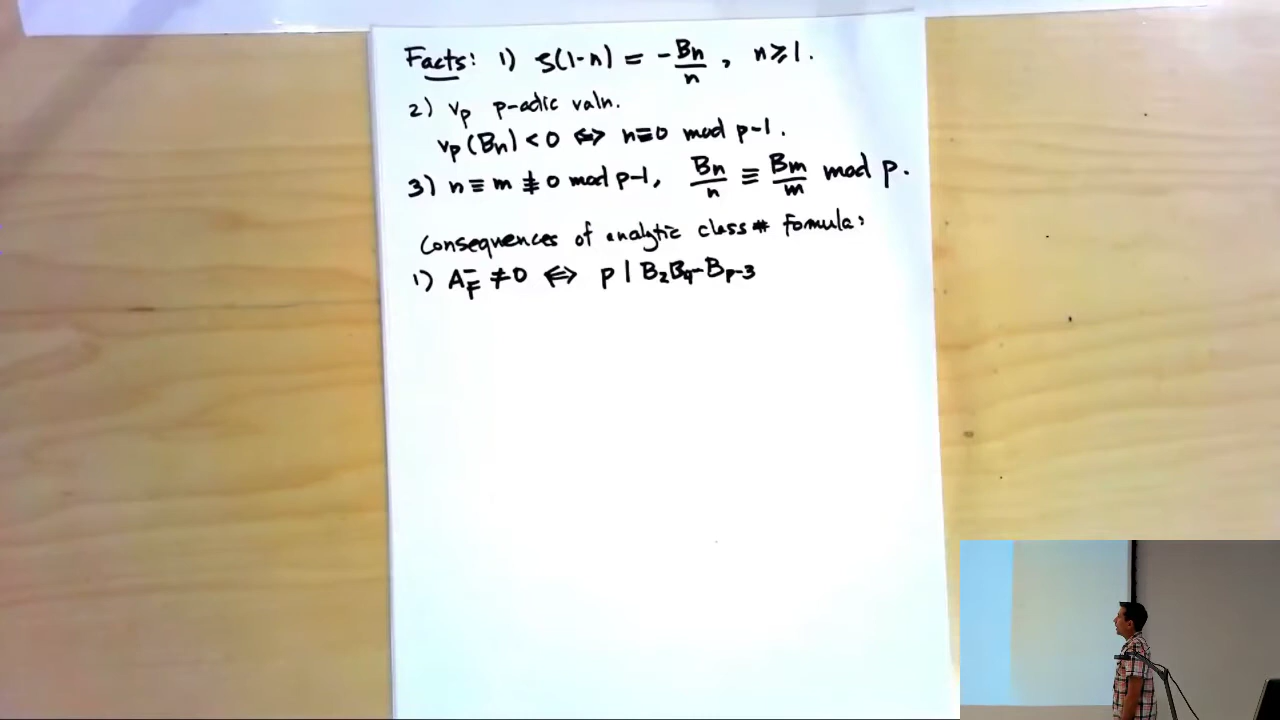 Facts: 1) ζ(1-n) = -Bn/n, n≥1.
2) vp p-adic valn.
vp(Bn) < 0 ⇔ n≡0 mod p-1.
3) n ≡ m ≢ 0 mod p-1, Bn/n ≡ Bm/m mod p.
Consequences of analytic class # formula:
1) A_F^- ≠ 0 ⇔ p | B2B4--Bp-3